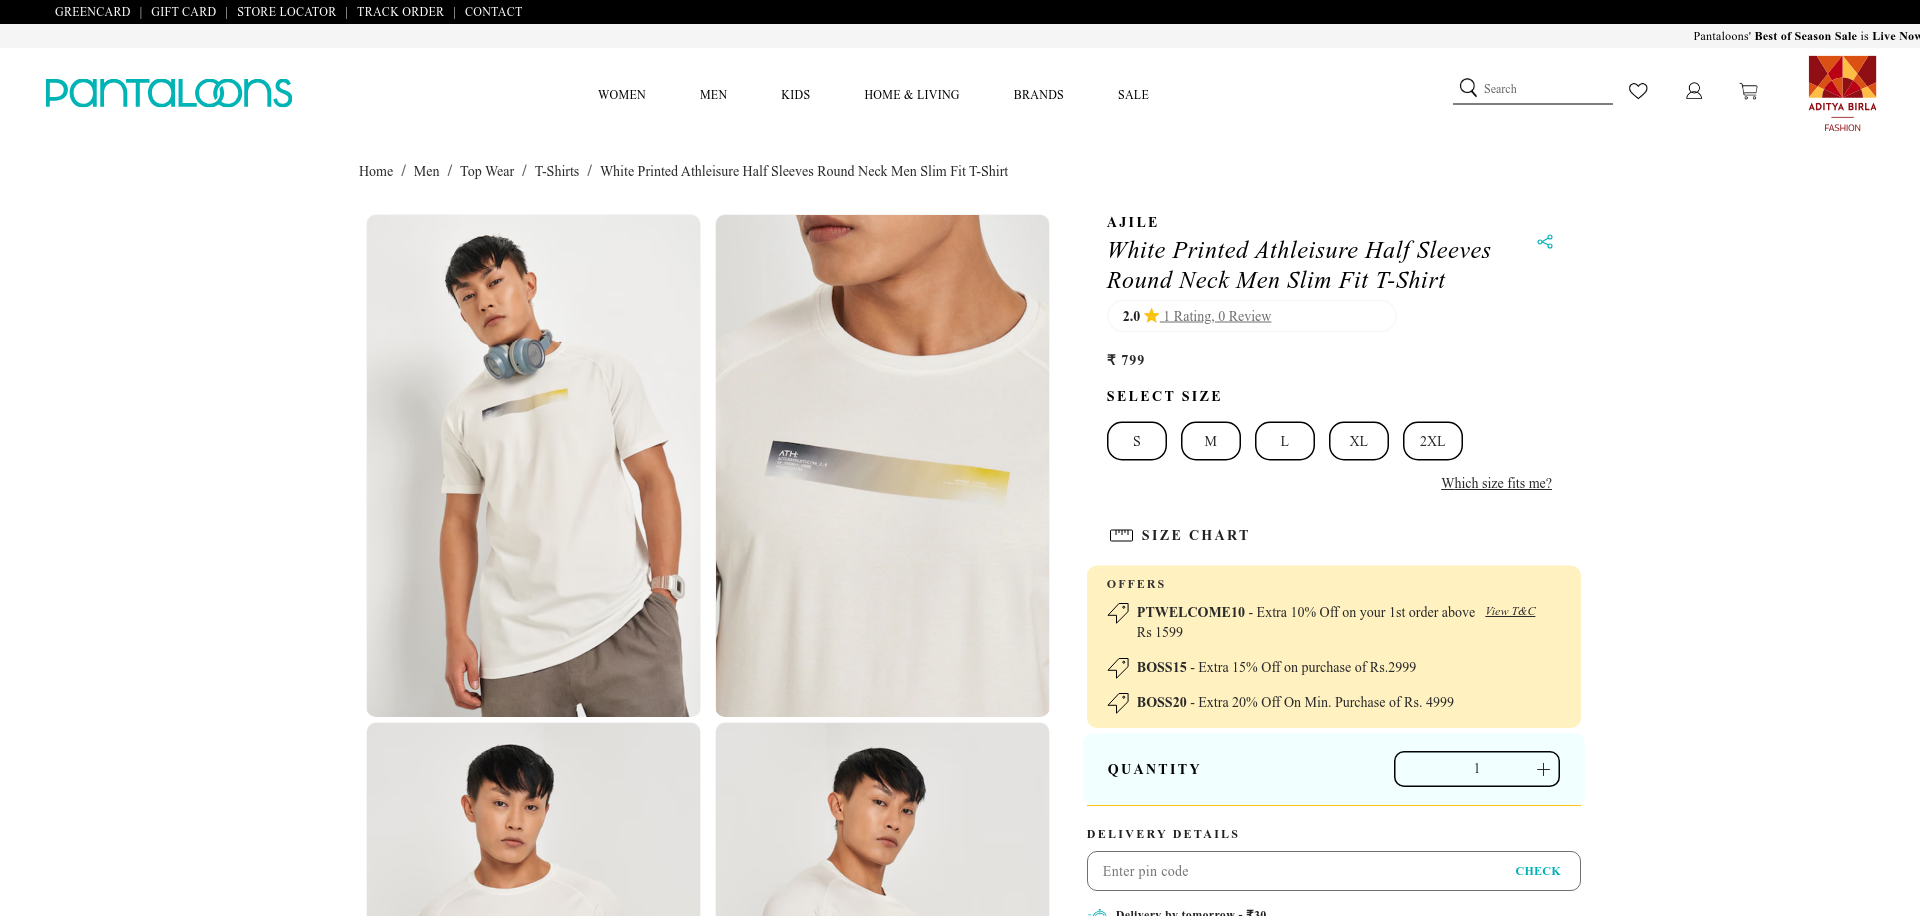 GREENCARD | GIFT CARD | STORE LOCATOR | TRACK ORDER | CONTACT
Pantaloons' Best of Season Sale is Live Now
PANTALOONS
WOMEN MEN KIDS HOME & LIVING BRANDS SALE
Search
ADITYA BIRLA
FASHION
Home / Men / Top Wear / T-Shirts / White Printed Athleisure Half Sleeves Round Neck Men Slim Fit T-Shirt
ATH:
AJILE
White Printed Athleisure Half Sleeves
Round Neck Men Slim Fit T-Shirt
2.0 1 Rating, 0 Review
₹ 799
SELECT SIZE
S M L XL 2XL
Which size fits me?
SIZE CHART
OFFERS
PTWELCOME10 - Extra 10% Off on your 1st order above View T&C
Rs 1599
BOSS15 - Extra 15% Off on purchase of Rs.2999
BOSS20 - Extra 20% Off On Min. Purchase of Rs. 4999
QUANTITY 1 +
DELIVERY DETAILS
Enter pin code CHECK
Delivery by tomorrow - ₹30